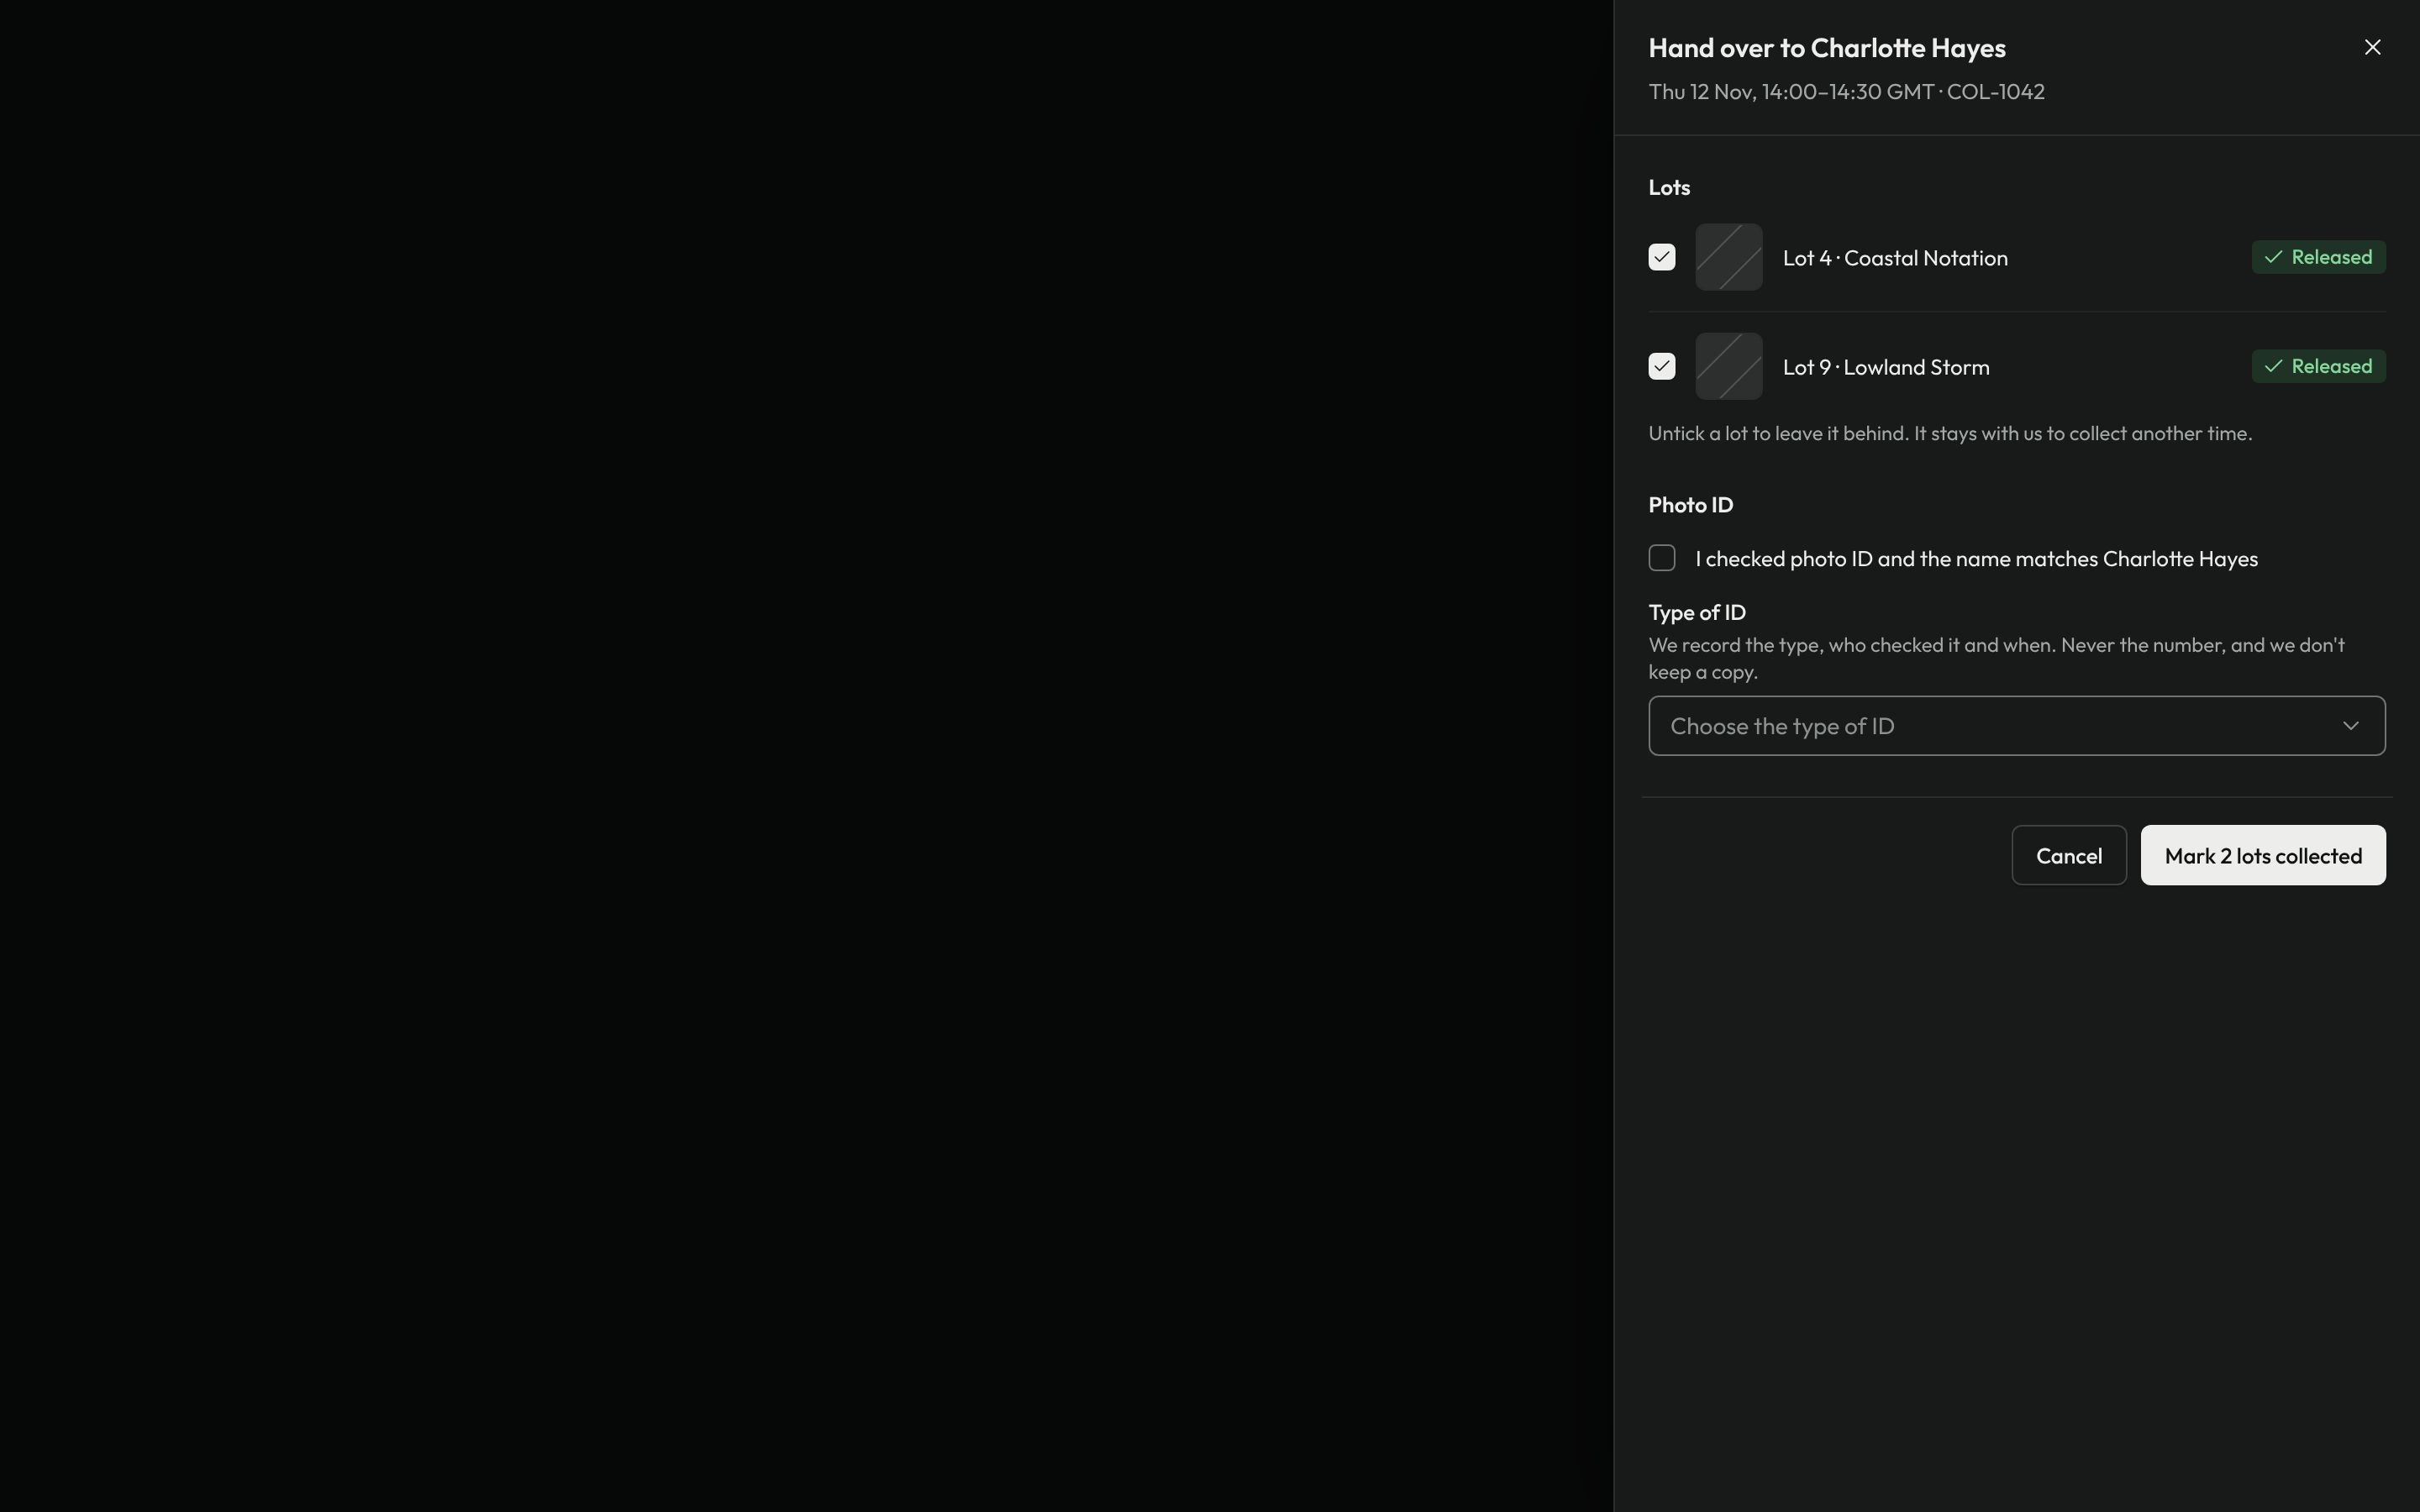 Hand over to Charlotte Hayes
Thu 12 Nov, 14:00–14:30 GMT · COL-1042
Lots
Lot 4 · Coastal Notation
Released
Lot 9 · Lowland Storm
Released
Untick a lot to leave it behind. It stays with us to collect another time.
Photo ID
I checked photo ID and the name matches Charlotte Hayes
Type of ID
We record the type, who checked it and when. Never the number, and we don't
keep a copy.
Choose the type of ID
Cancel
Mark 2 lots collected